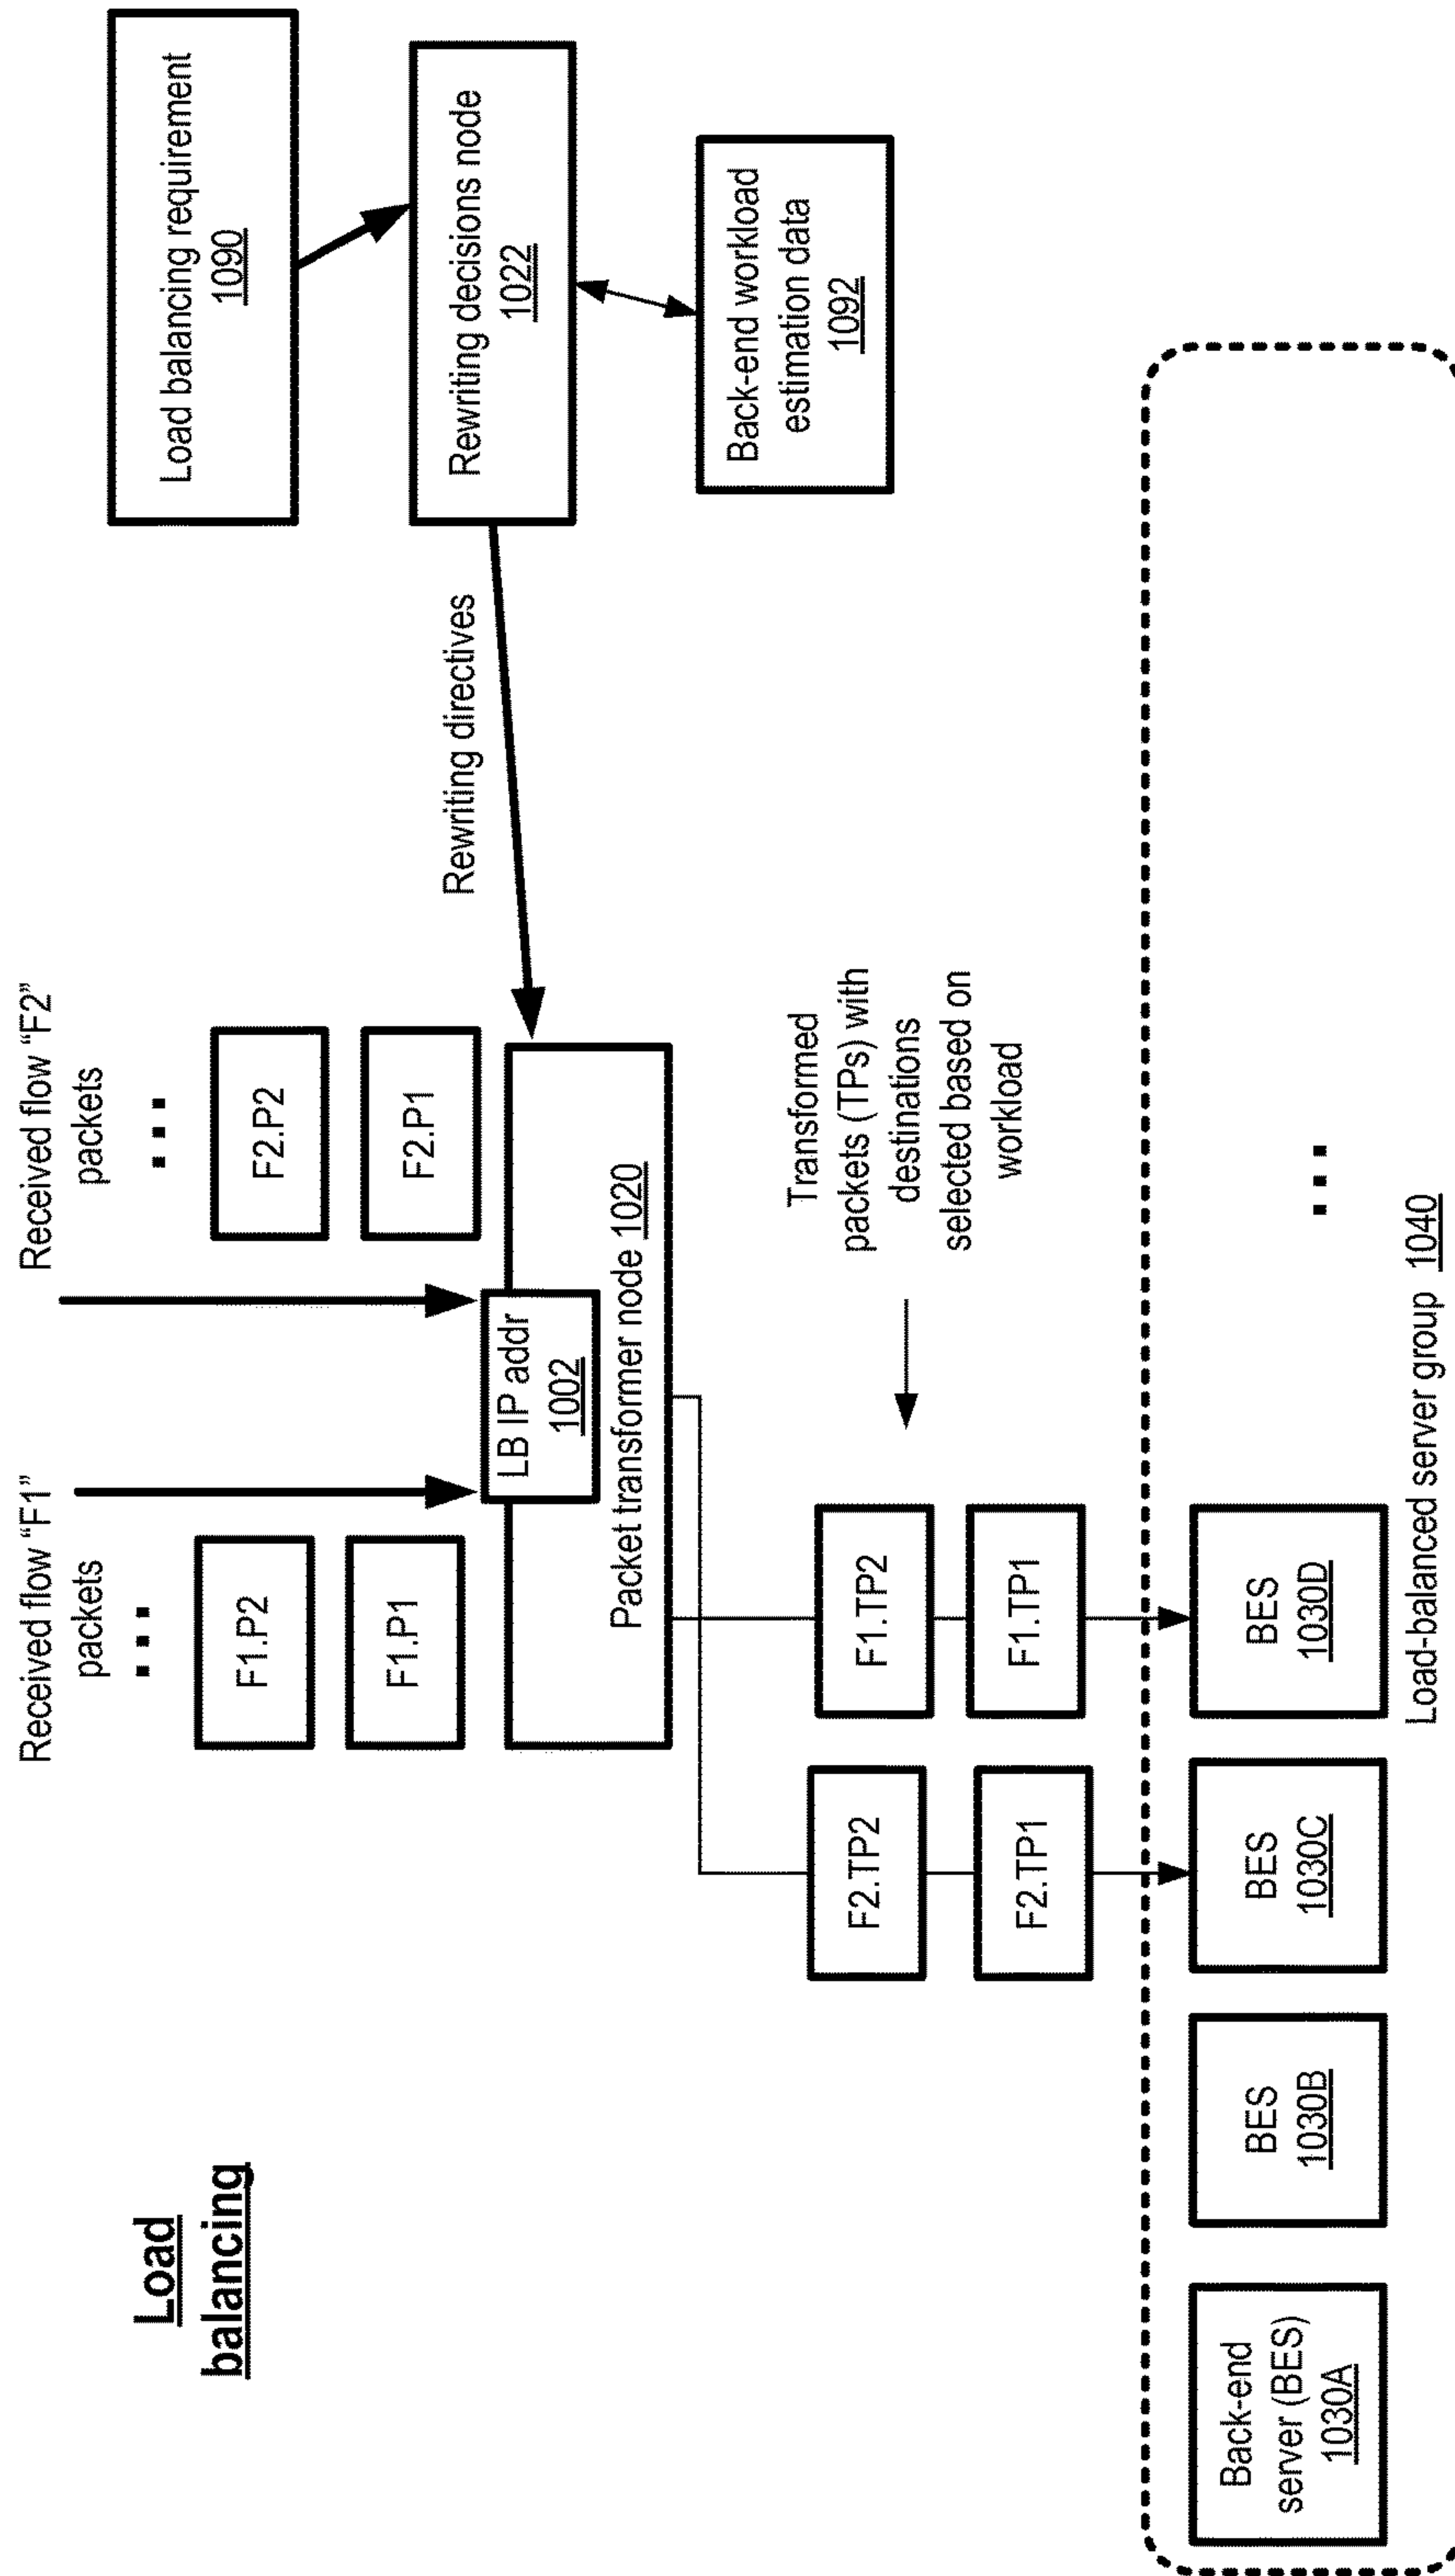 Load
balancing
Received flow “F1”
packets
F1.P2
F1.P1
Received flow “F2”
packets
F2.P2
F2.P1
Load balancing requirement
1090
Rewriting decisions node
1022
Back-end workload
estimation data
1092
Rewriting directives
LB IP addr
1002
Packet transformer node 1020
Transformed
packets (TPs) with
destinations
selected based on
workload
F2.TP2
F2.TP1
F1.TP2
F1.TP1
Back-end
server (BES)
1030A
BES
1030B
BES
1030C
BES
1030D
Load-balanced server group 1040